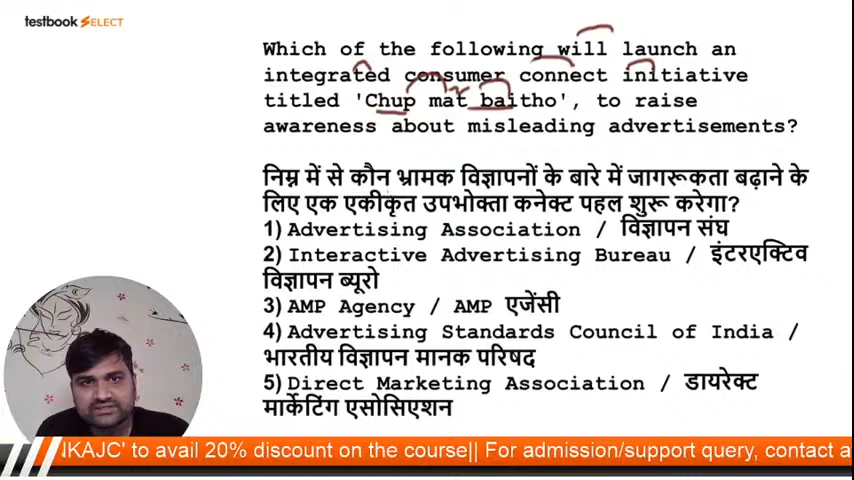 testbook SELECT
Which of the following will launch an
integrated consumer connect initiative
titled 'Chup mat baitho', to raise
awareness about misleading advertisements?
निम्न में से कौन भ्रामक विज्ञापनों के बारे में जागरूकता बढ़ाने के
लिए एक एकीकृत उपभोक्ता कनेक्ट पहल शुरू करेगा?
1) Advertising Association / विज्ञापन संघ
2) Interactive Advertising Bureau / इंटरएक्टिव
विज्ञापन ब्यूरो
3) AMP Agency / AMP एजेंसी
4) Advertising Standards Council of India /
भारतीय विज्ञापन मानक परिषद
5) Direct Marketing Association / डायरेक्ट
मार्केटिंग एसोसिएशन
NKAJC' to avail 20% discount on the course|| For admission/support query, contact a